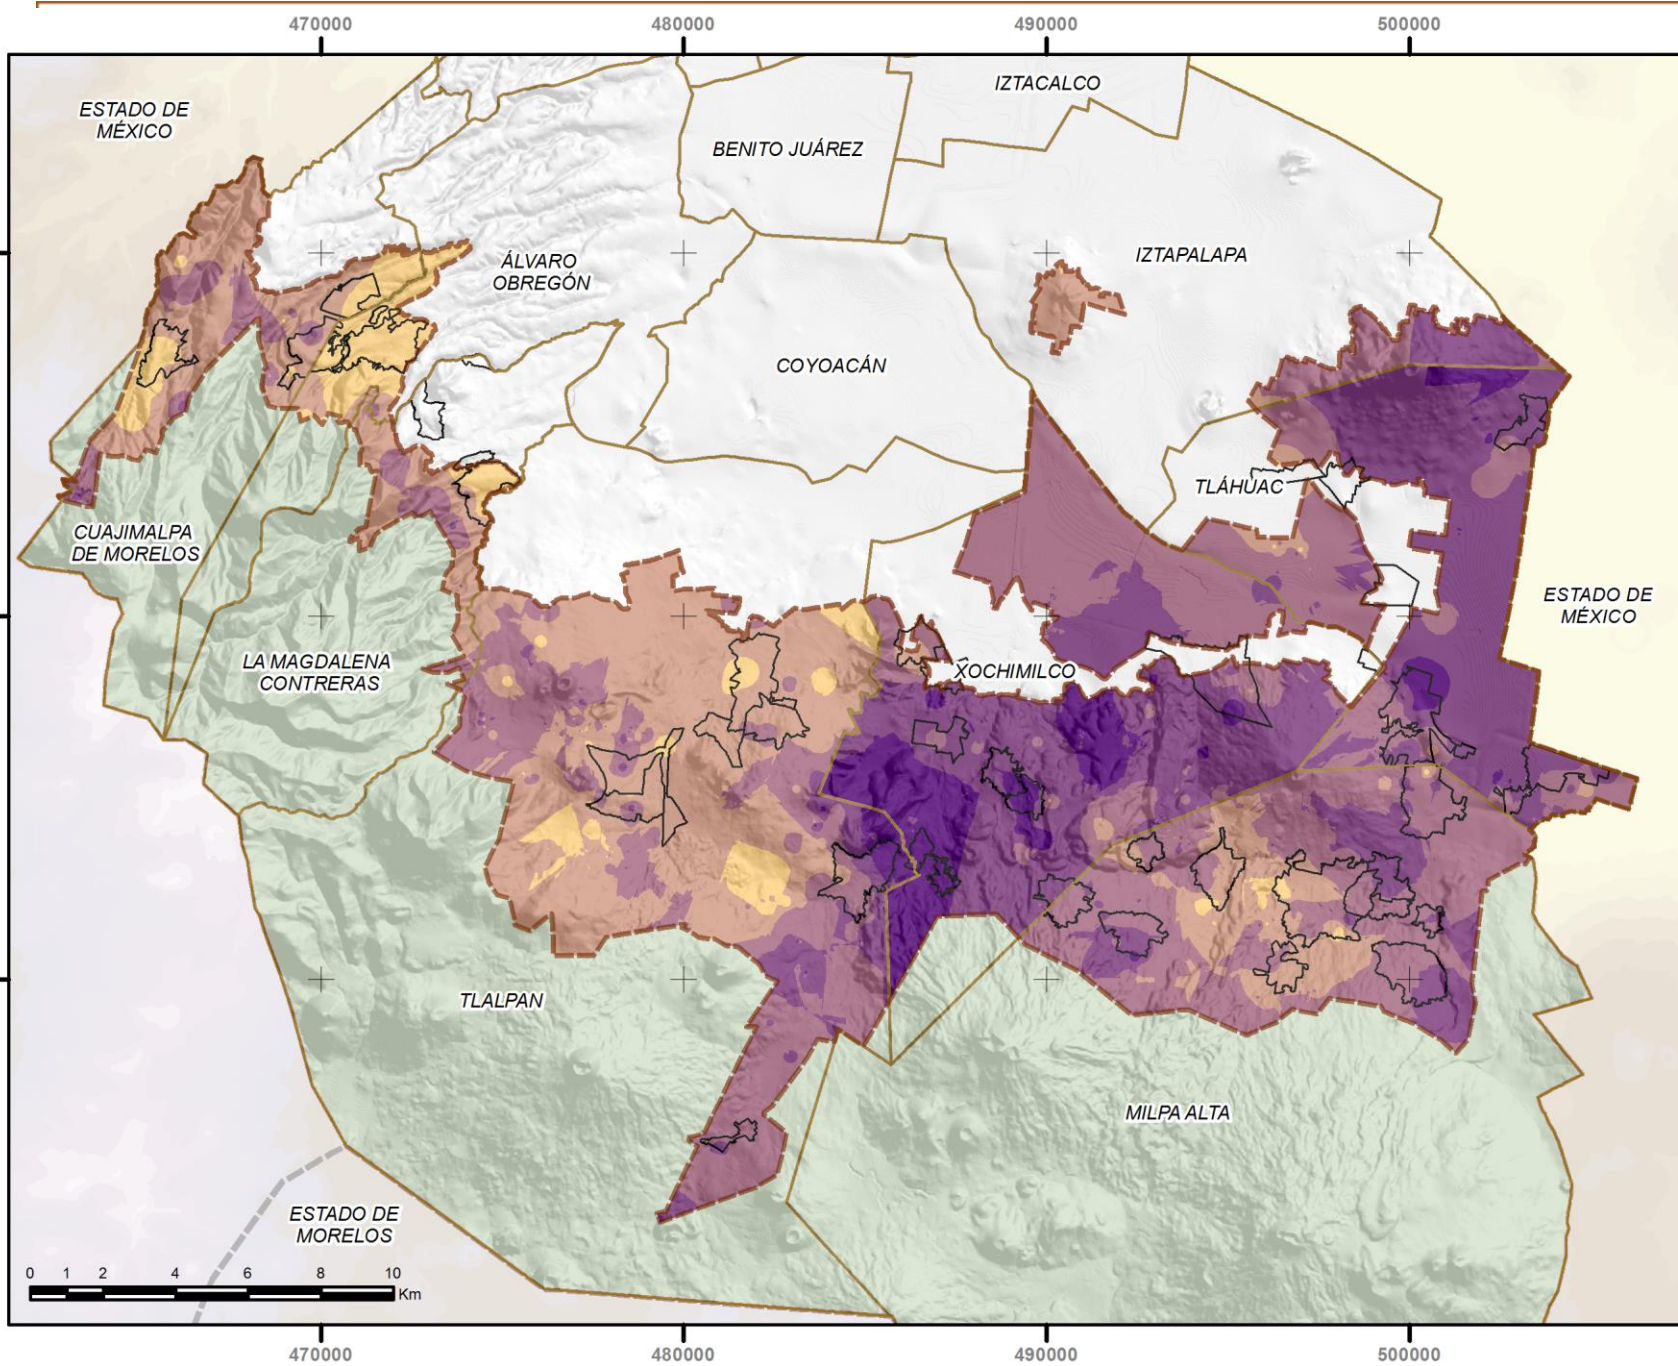 470000 480000 490000 500000
ESTADO DE
MÉXICO
IZTACALCO
BENITO JUÁREZ
ÁLVARO
OBREGÓN
IZTAPALAPA
COYOACÁN
TLÁHUAC
CUAJIMALPA
DE MORELOS
ESTADO DE
MÉXICO
LA MAGDALENA
CONTRERAS
XOCHIMILCO
TLALPAN
MILPA ALTA
ESTADO DE
MORELOS
0 1 2 4 6 8 10
Km
470000 480000 490000 500000